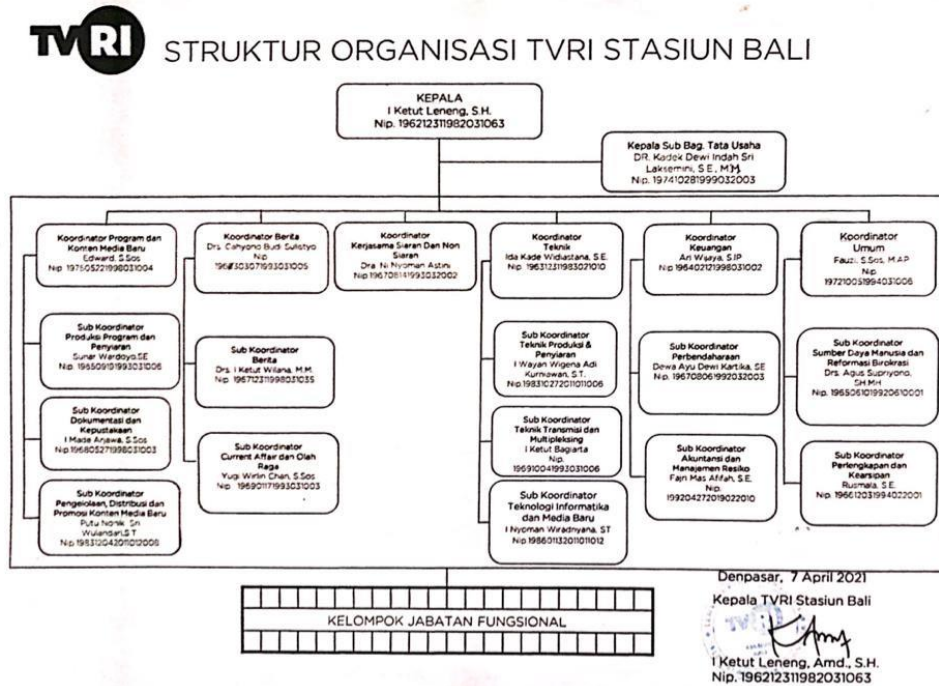 TVRI STRUKTUR ORGANISASI TVRI STASIUN BALI
KEPALA
I Ketut Leneng, S.H.
Nip. 196212311982031063
Kepala Sub Bag. Tata Usaha
DR. Kadek Dewi Indah Sri
Laksemini, S.E., M.M
Nip. 197410281999032003
Koordinator Program dan
Konten Media Baru
Edward, S.Sos
Nip. 197505221998031004
Koordinator Berita
Drs. Cahyono Budi Sulistyo
Nip
Koordinator
Kerjasama Siaran Dan Non
Siaran
Dra. Ni Nyoman Astini
Nip.196708141993032002
Koordinator
Teknik
Ida Kade Widiastana, S.E.
Nip. 196312311983021010
Koordinator
Keuangan
Ari Wijaya, S.IP
Nip. 196402121998031002
Koordinator
Umum
Fauzi, S.Sos, M.AP
Nip.
197210051994031006
Sub Koordinator
Produksi Program dan
Penyiaran
Sunar Wardoyo,SE
Nip. 196509101993031006
Sub Koordinator
Berita
Drs. I Ketut Wilana, M.M.
Nip. 196712311998031035
Sub Koordinator
Teknik Produksi &
Penyiaran
I Wayan Wigena Adi
Kurniawan, S.T.
Nip.198310272011011006
Sub Koordinator
Perbendaharaan
Dewa Ayu Dewi Kartika, SE
Nip. 196708061992032003
Sub Koordinator
Sumber Daya Manusia dan
Reformasi Birokrasi
Drs. Agus Supriyono,
SH.MH
Nip. 1965061019920610001
Sub Koordinator
Dokumentasi dan
Kepustakaan
I Made Arjawa, S.Sos
Nip.196805271998031003
Sub Koordinator
Current Affair dan Olah
Raga
Yugi Wirlin Chan, S.Sos
Nip. 196901171993031003
Sub Koordinator
Teknik Transmisi dan
Multipleksing
I Ketut Bagiarta
Nip.
196910041993031006
Sub Koordinator
Akuntansi dan
Manajemen Resiko
Fajri Mas Afifah, S.E.
Nip.
199204272019022010
Sub Koordinator
Perlengkapan dan
Kearsipan
Rusmala, S.E.
Nip. 196612031994022001
Sub Koordinator
Pengelolaan, Distribusi dan
Promosi Konten Media Baru
Putu Nonik Sri
Wulandari,S.T
Nip.198312042011012008
Sub Koordinator
Teknologi Informatika
dan Media Baru
I Nyoman Wiradnyana, ST
Nip.198601132011011012
KELOMPOK JABATAN FUNGSIONAL
Denpasar, 7 April 2021
Kepala TVRI Stasiun Bali
I Ketut Leneng, Amd., S.H.
Nip. 196212311982031063